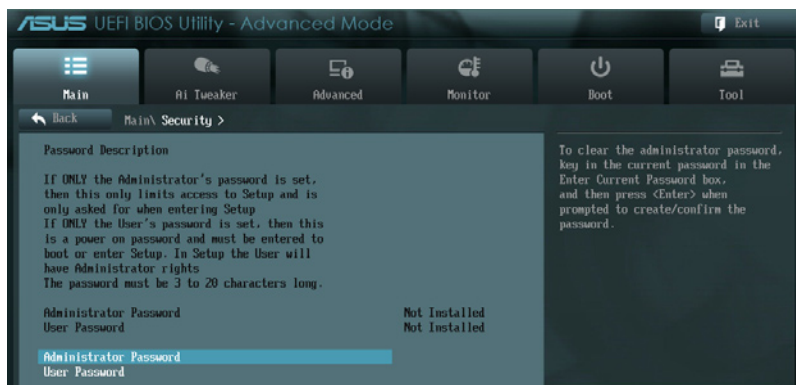 ASUS UEFI BIOS Utility - Advanced Mode
Exit
Main
Ai Tweaker
Advanced
Monitor
Boot
Tool
Back
Main\ Security >
Password Description
If ONLY the Administrator's password is set,
then this only limits access to Setup and is
only asked for when entering Setup
If ONLY the User's password is set, then this
is a power on password and must be entered to
boot or enter Setup. In Setup the User will
have Administrator rights
The password must be 3 to 20 characters long.
Administrator Password Not Installed
User Password Not Installed
Administrator Password
User Password
To clear the administrator password,
key in the current password in the
Enter Current Password box,
and then press <Enter> when
prompted to create/confirm the
password.